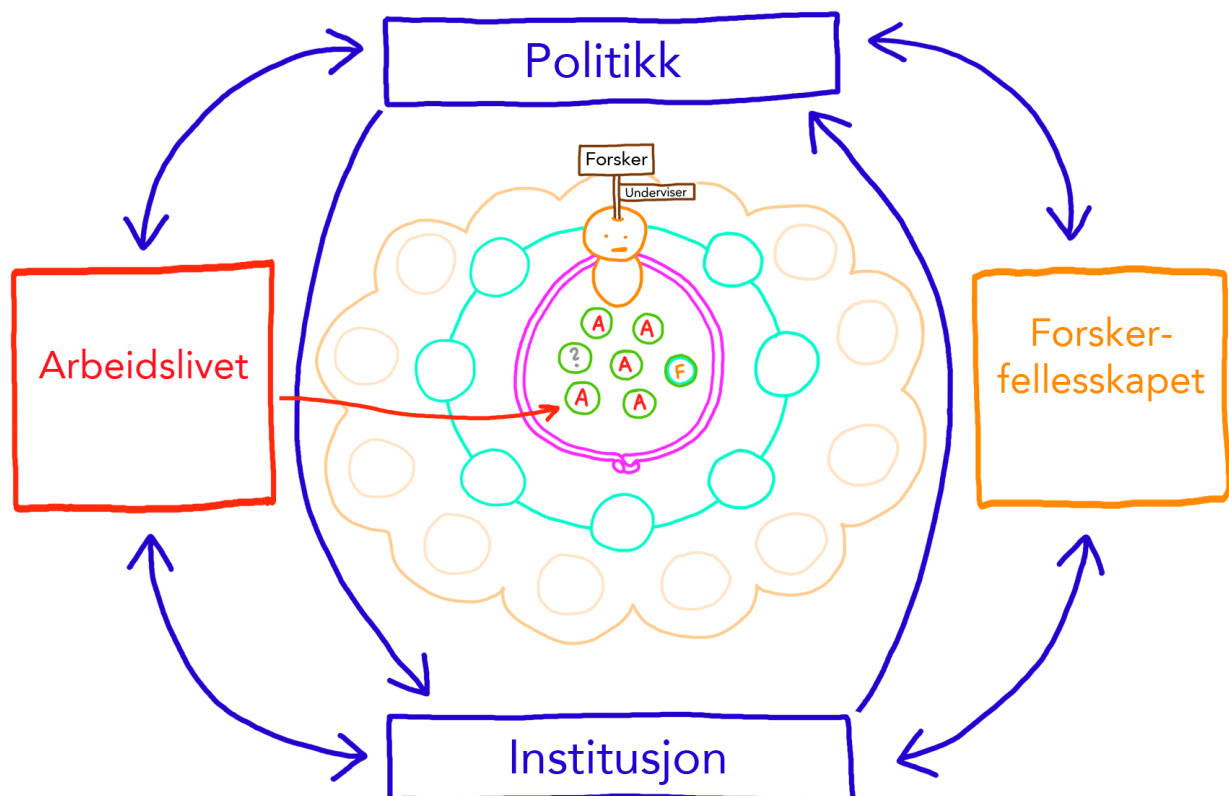 Politikk
Forsker
Underviser
A
A
?
A
F
A
A
Arbeidslivet
Forsker-
fellesskapet
Institusjon